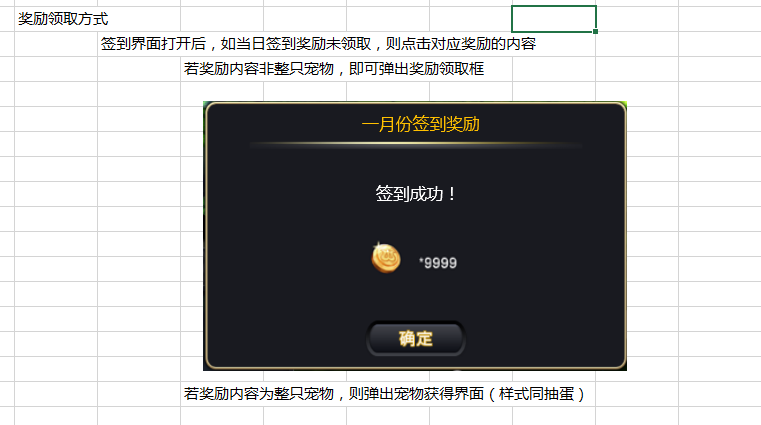 奖励领取方式
签到界面打开后，如当日签到奖励未领取，则点击对应奖励的内容
若奖励内容非整只宠物，即可弹出奖励领取框
一月份签到奖励
签到成功！
*9999
确定
若奖励内容为整只宠物，则弹出宠物获得界面（样式同抽蛋）